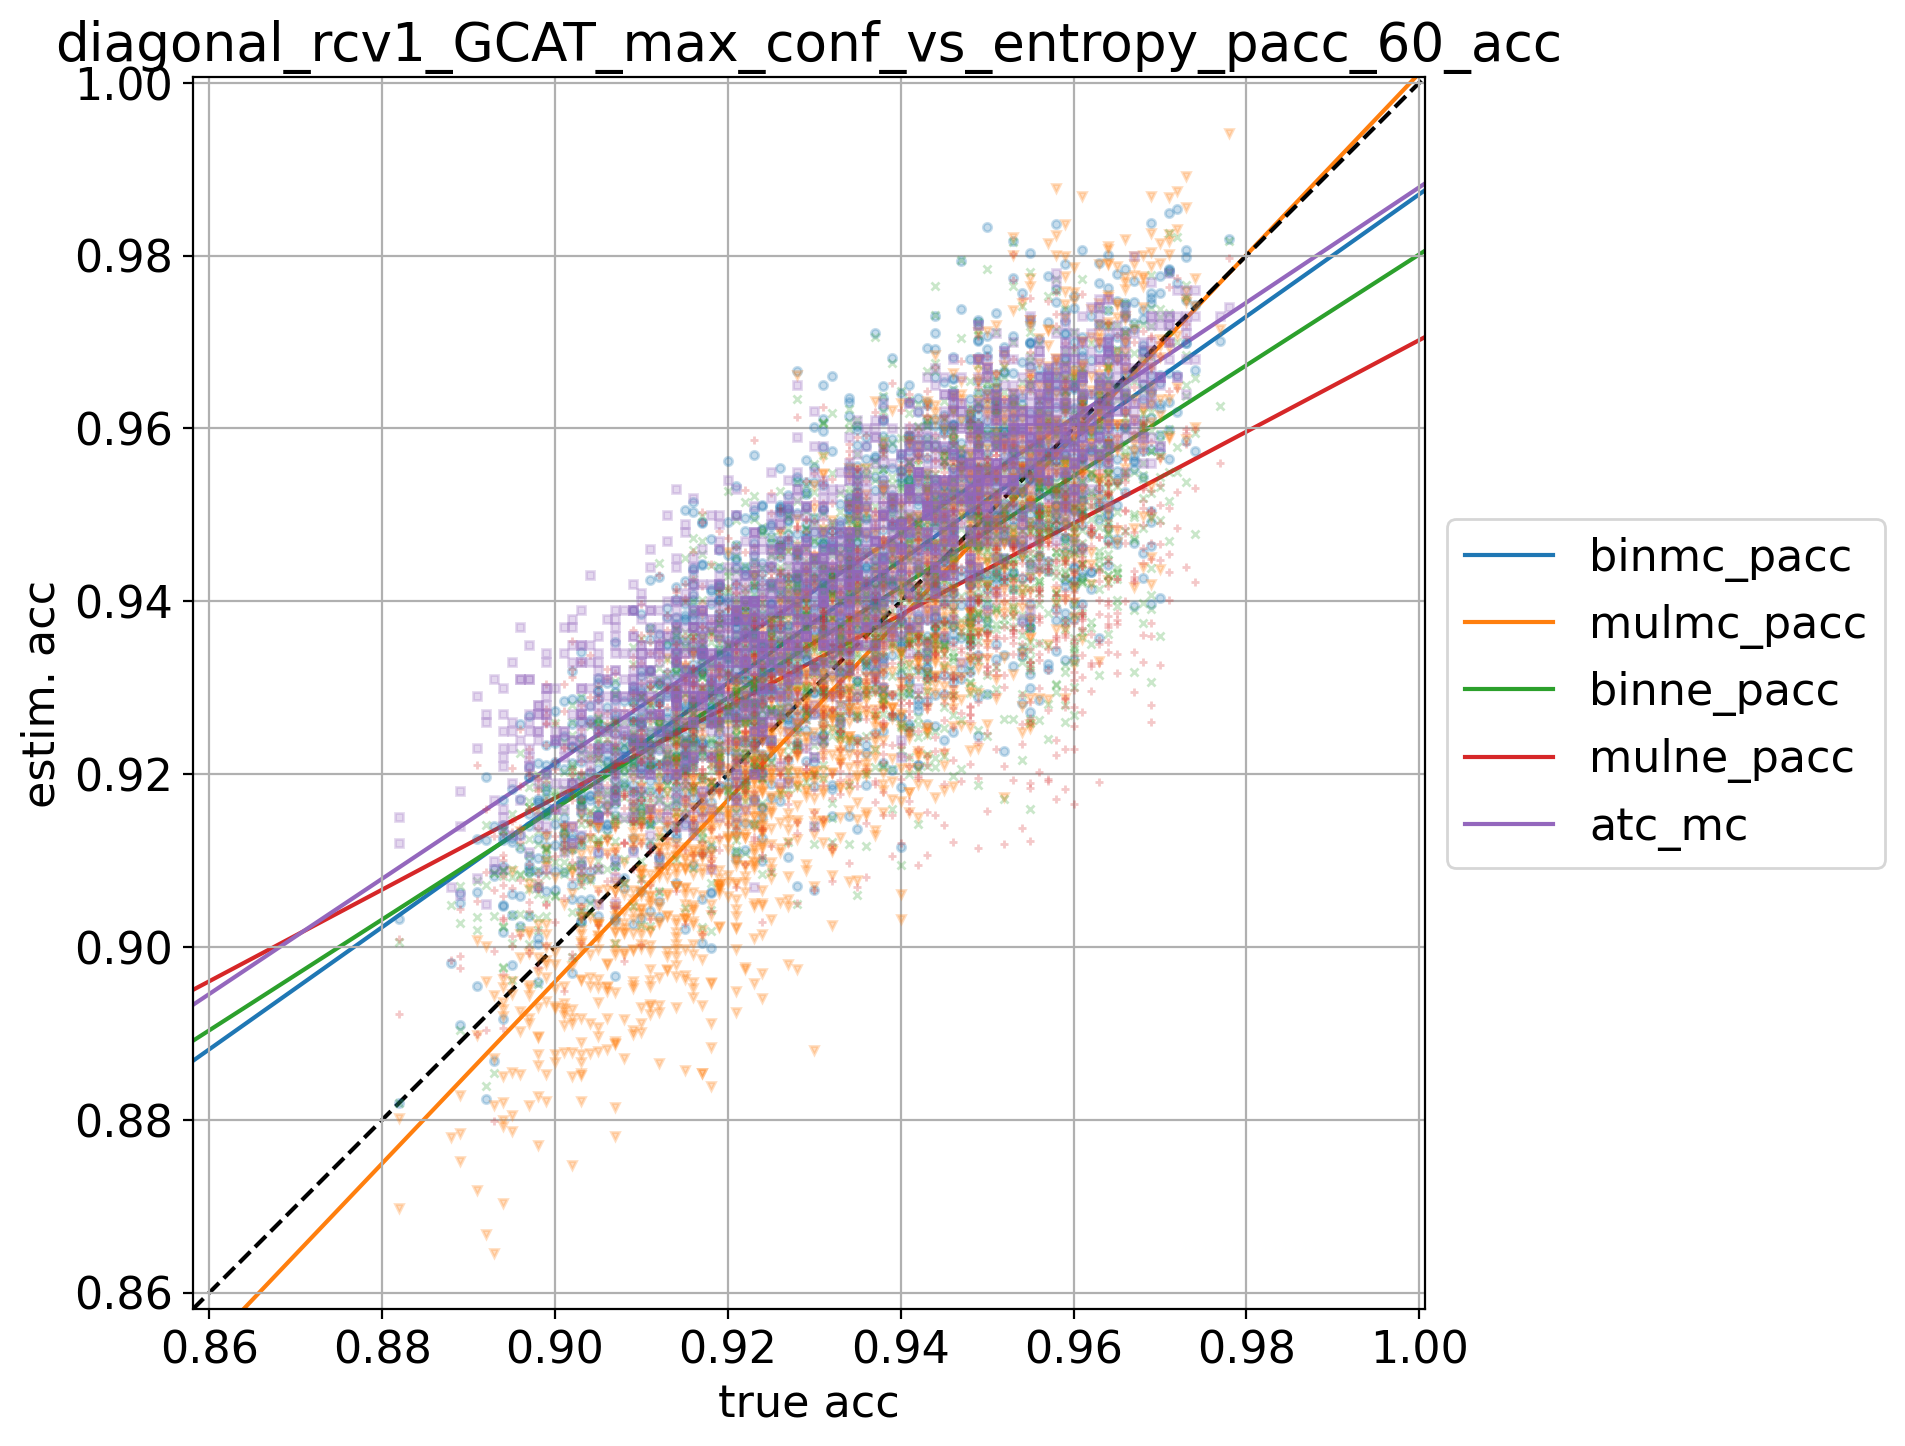 diagonal_rcv1_GCAT_max_conf_vs_entropy_pacc_60_acc
1.00
0.98
0.96
0.94
0.92
0.90
0.88
0.86
estim. acc
0.86 0.88 0.90 0.92 0.94 0.96 0.98 1.00
true acc
binmc_pacc
mulmc_pacc
binne_pacc
mulne_pacc
atc_mc